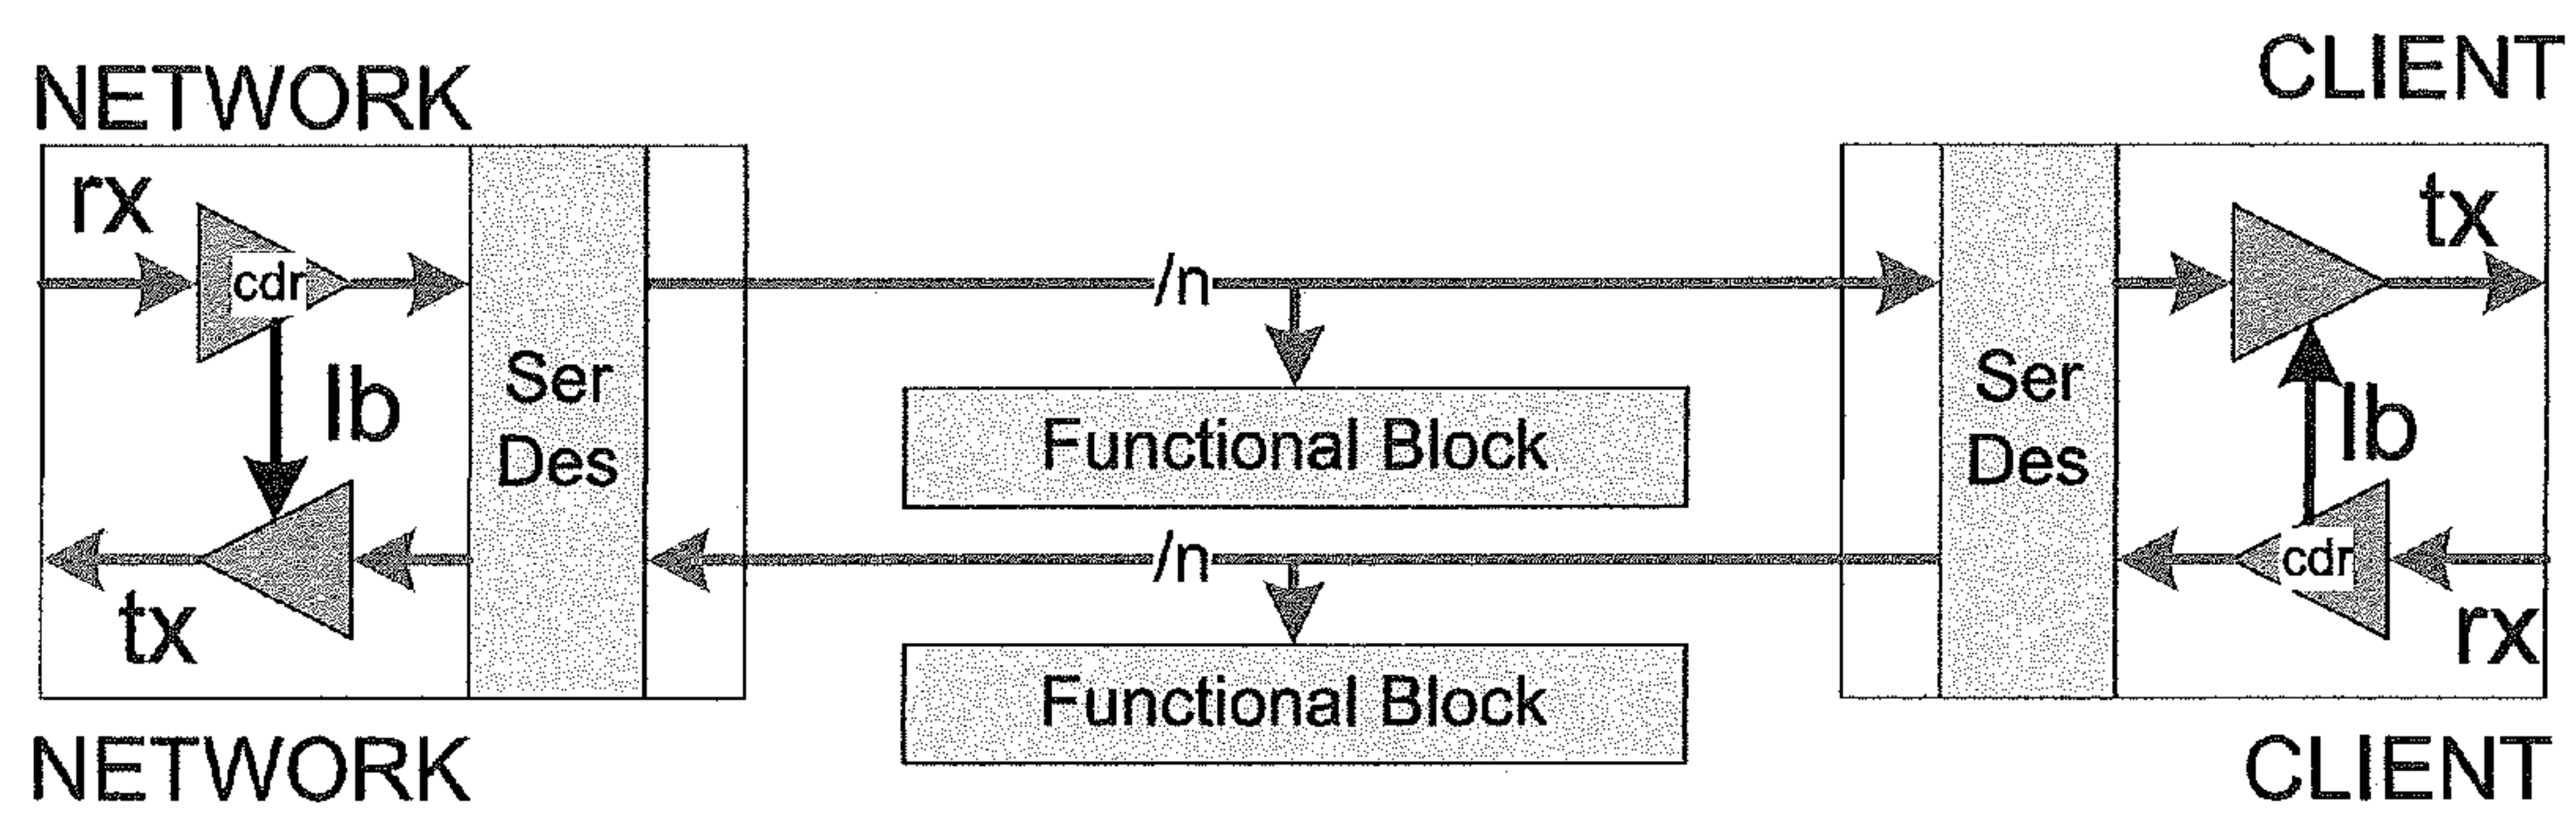 NETWORK
CLIENT
rx
tx
cdr
/n
lb
Ser
Des
Functional Block
Ser
Des
lb
/n
cdr
tx
rx
Functional Block
NETWORK
CLIENT